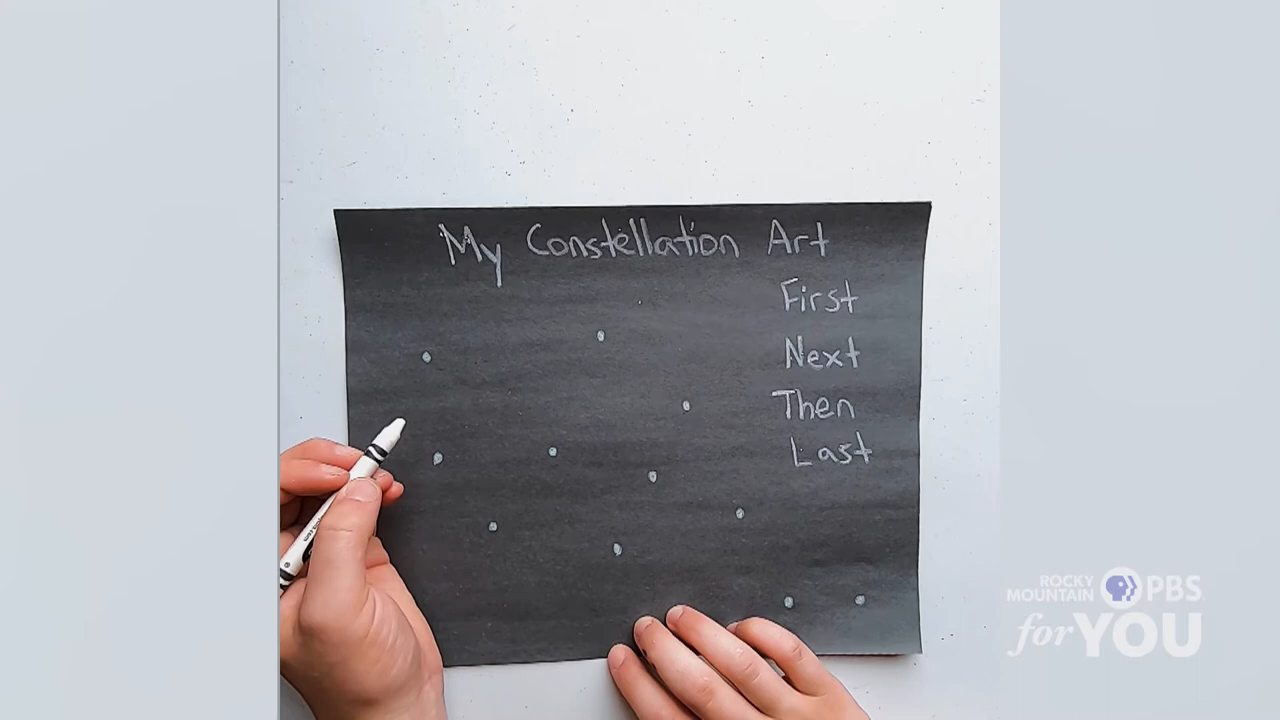 My Constellation Art
First
Next
Then
Last
ROCKY
MOUNTAIN PBS
for YOU